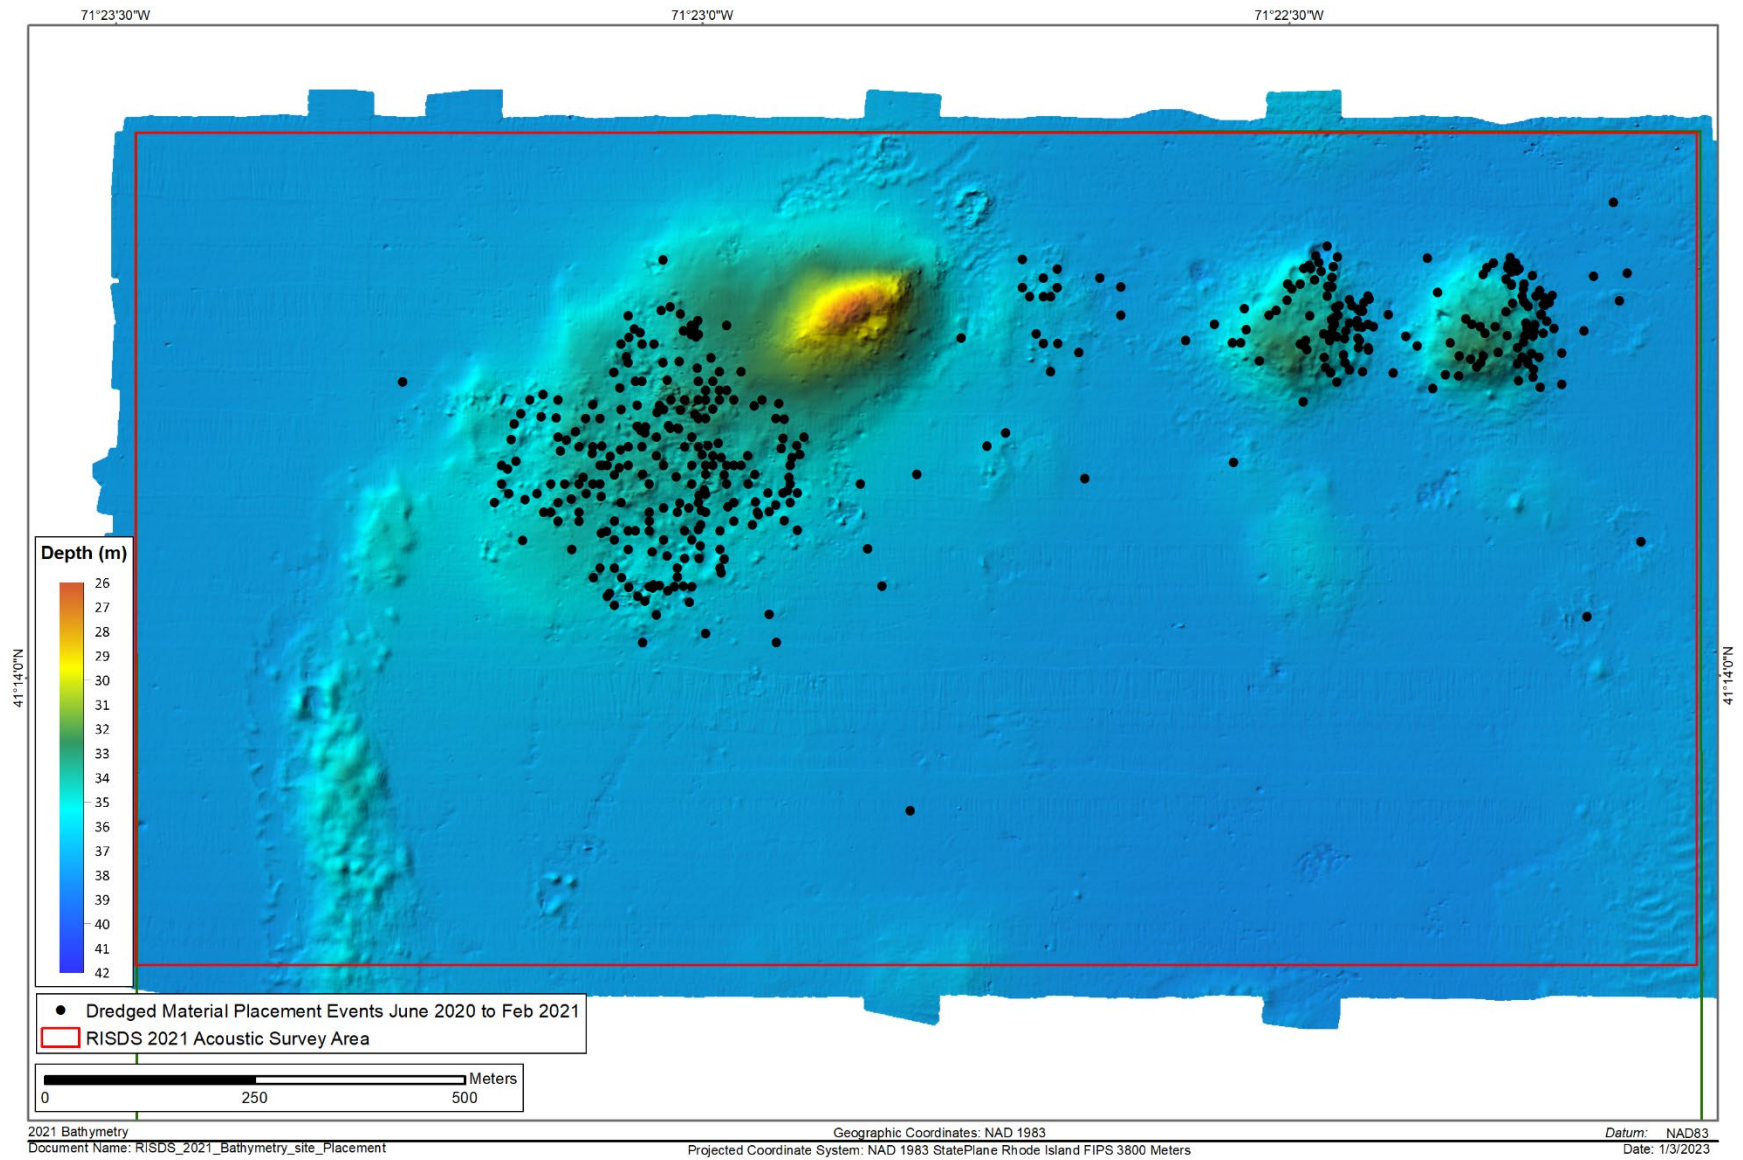 71°23'30"W
71°23'0"W
71°22'30"W
41°14'0"N
41°14'0"N
Depth (m)
26
27
28
29
30
31
32
33
34
35
36
37
38
39
40
41
42
Dredged Material Placement Events June 2020 to Feb 2021
RISDS 2021 Acoustic Survey Area
Meters
0
250
500
2021 Bathymetry
Geographic Coordinates: NAD 1983
Datum: NAD83
Document Name: RISDS_2021_Bathymetry_site_Placement
Projected Coordinate System: NAD 1983 StatePlane Rhode Island FIPS 3800 Meters
Date: 1/3/2023